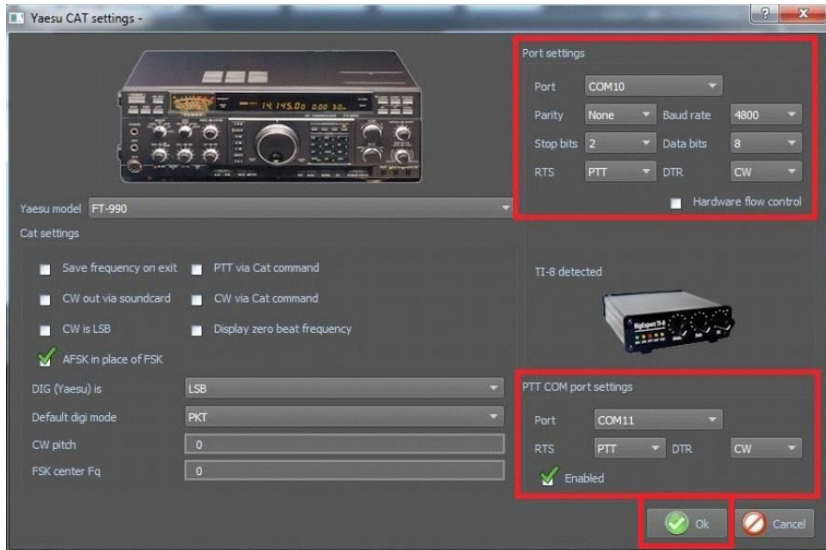 Yaesu CAT settings -
Port settings
Port COM10
Parity None Baud rate 4800
Stop bits 2 Data bits 8
RTS PTT DTR CW
Hardware flow control
Yaesu model FT-990
Cat settings
Save frequency on exit PTT via Cat command
CW out via soundcard CW via Cat command
CW is LSB Display zero beat frequency
AFSK in place of FSK
DIG (Yaesu) is LSB
Default digi mode PKT
CW pitch 0
FSK center Fq 0
TI-8 detected
PTT COM port settings
Port COM11
RTS PTT DTR CW
Enabled
Ok Cancel